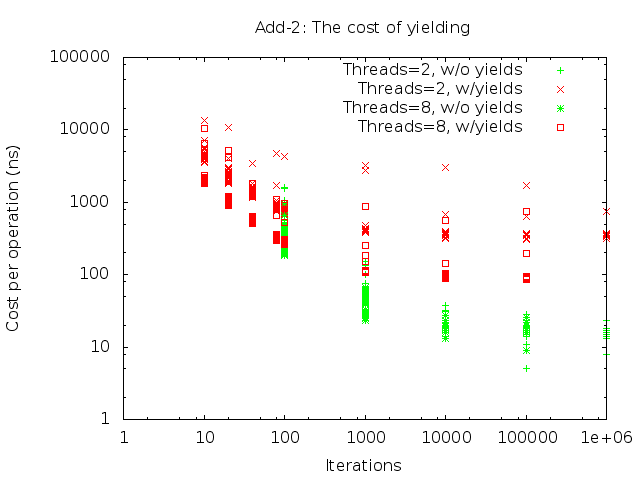 Add-2: The cost of yielding
100000
10000
1000
100
10
1
Cost per operation (ns)
Threads=2, w/o yields
Threads=2, w/yields
Threads=8, w/o yields
Threads=8, w/yields
1 10 100 1000 10000 100000 1e+06
Iterations